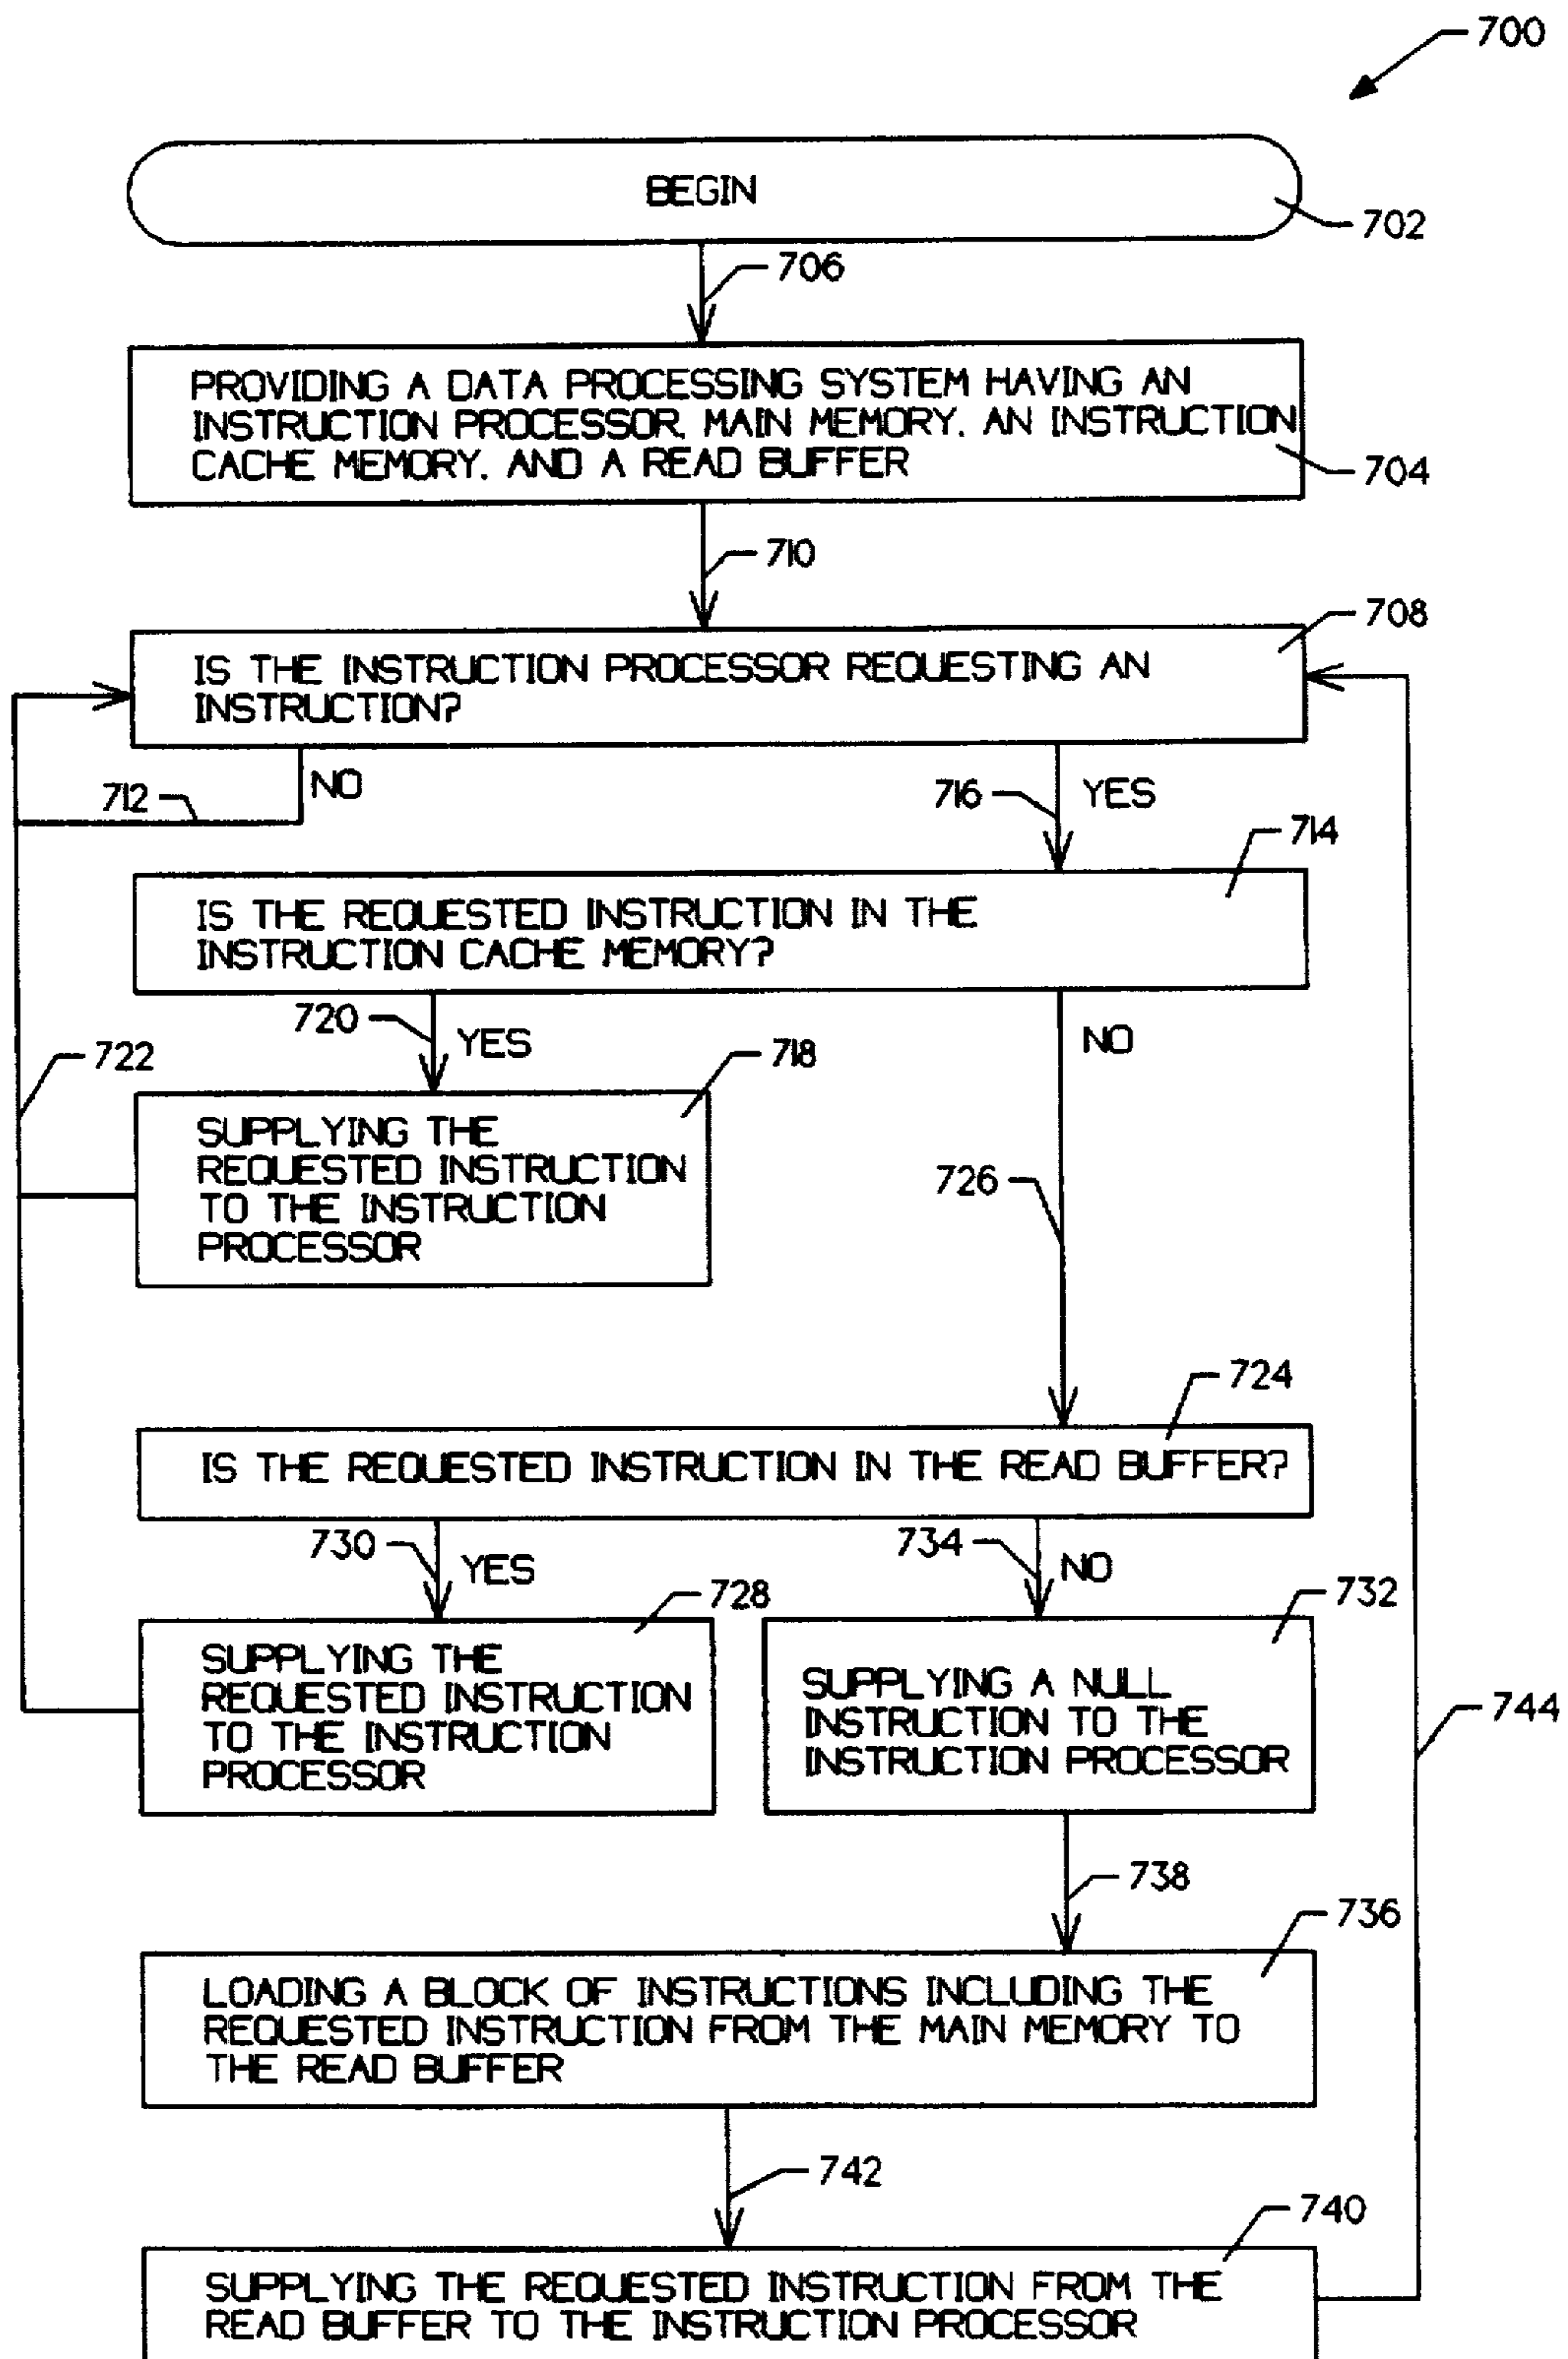 700
BEGIN
702
706
PROVIDING A DATA PROCESSING SYSTEM HAVING AN
INSTRUCTION PROCESSOR, MAIN MEMORY, AN INSTRUCTION
CACHE MEMORY, AND A READ BUFFER
704
710
708
IS THE INSTRUCTION PROCESSOR REQUESTING AN
INSTRUCTION?
NO
712
716
YES
714
IS THE REQUESTED INSTRUCTION IN THE
INSTRUCTION CACHE MEMORY?
720
YES
NO
722
718
SUPPLYING THE
REQUESTED INSTRUCTION
TO THE INSTRUCTION
PROCESSOR
726
724
IS THE REQUESTED INSTRUCTION IN THE READ BUFFER?
730
YES
734
NO
728
732
SUPPLYING THE
REQUESTED INSTRUCTION
TO THE INSTRUCTION
PROCESSOR
SUPPLYING A NULL
INSTRUCTION TO THE
INSTRUCTION PROCESSOR
744
738
736
LOADING A BLOCK OF INSTRUCTIONS INCLUDING THE
REQUESTED INSTRUCTION FROM THE MAIN MEMORY TO
THE READ BUFFER
742
740
SUPPLYING THE REQUESTED INSTRUCTION FROM THE
READ BUFFER TO THE INSTRUCTION PROCESSOR